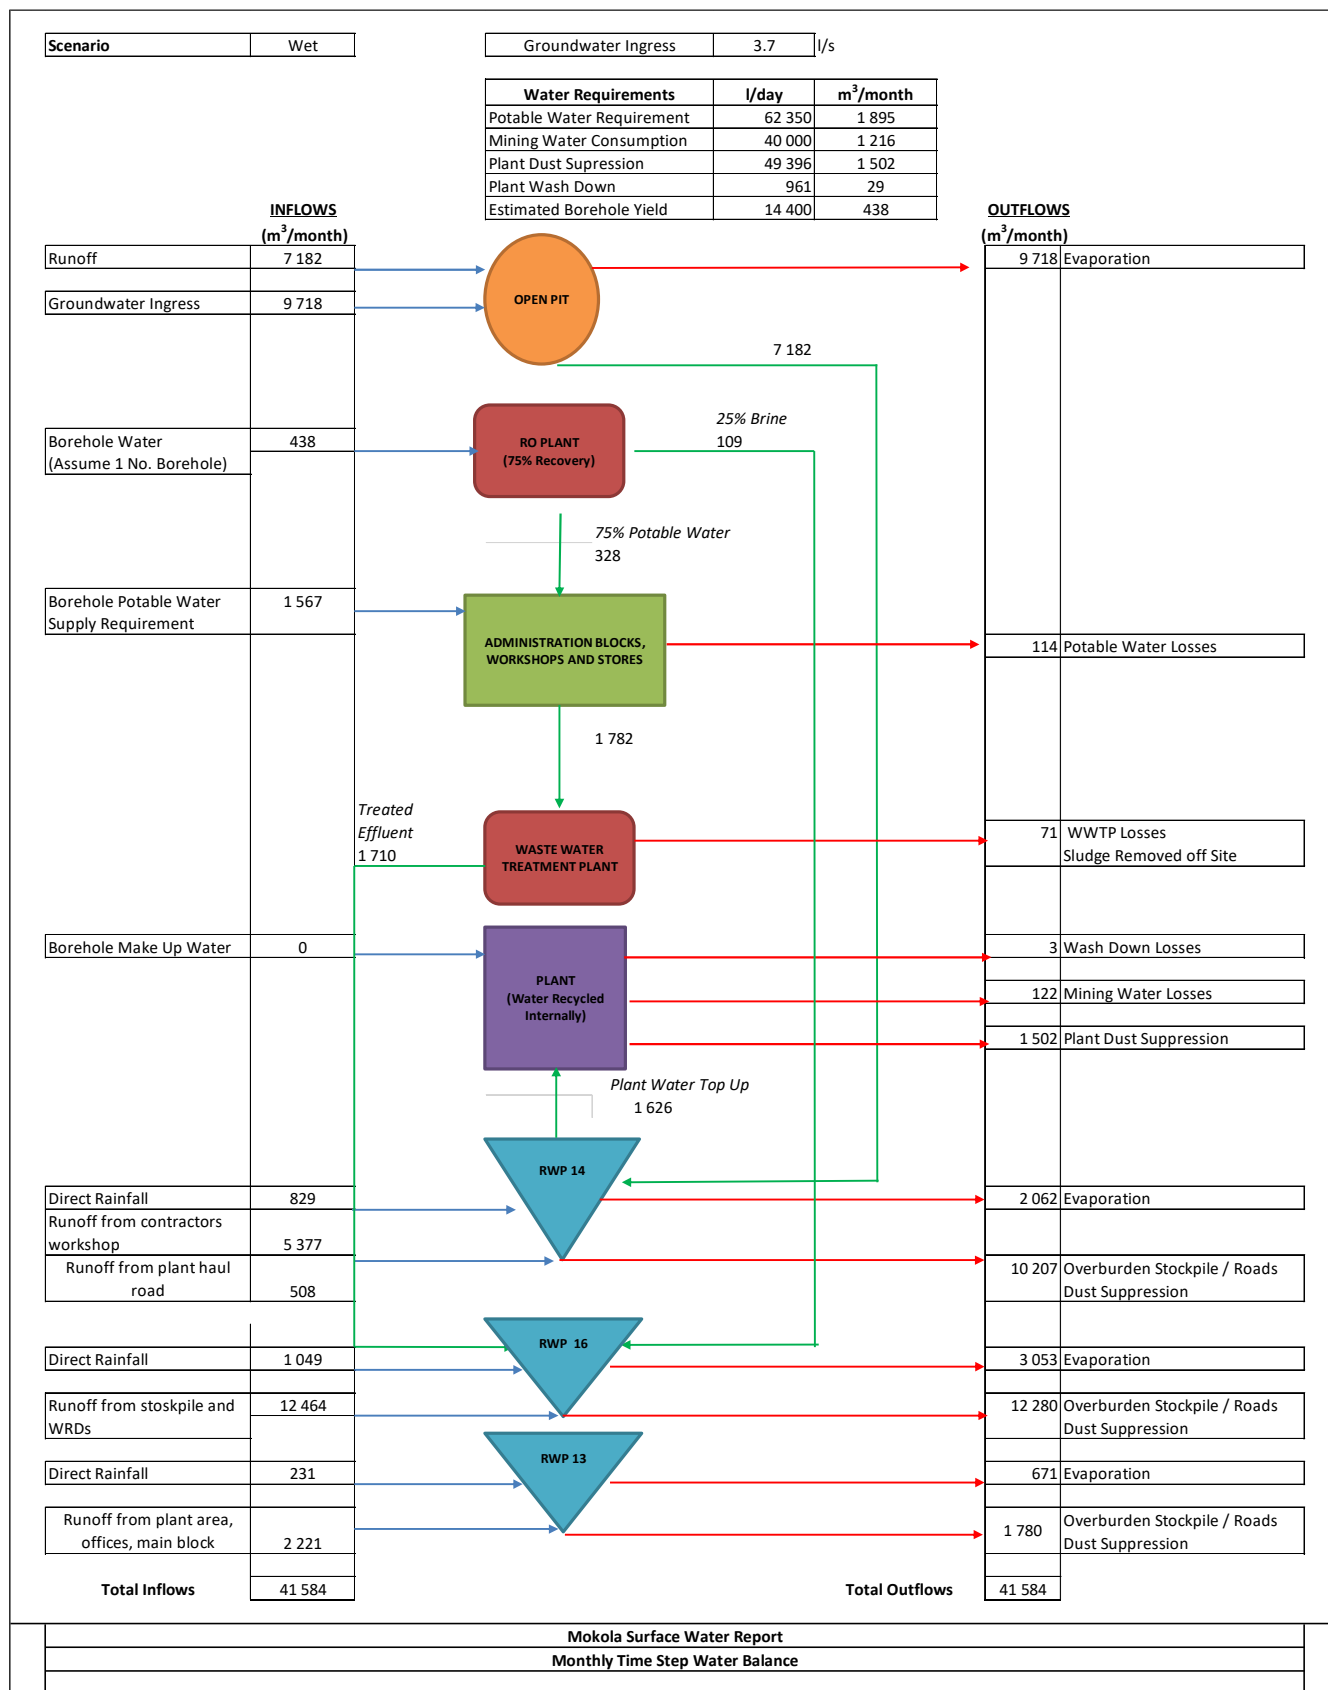 Scenario Wet Groundwater Ingress 3.7 l/s
Water Requirements l/day m³/month
Potable Water Requirement 62 350 1 895
Mining Water Consumption 40 000 1 216
Plant Dust Supression 49 396 1 502
Plant Wash Down 961 29
Estimated Borehole Yield 14 400 438
INFLOWS OUTFLOWS
(m³/month) (m³/month)
Runoff 7 182 9 718 Evaporation
Groundwater Ingress 9 718 OPEN PIT
7 182
25% Brine
109
Borehole Water 438
(Assume 1 No. Borehole)
RO PLANT
(75% Recovery)
75% Potable Water
328
Borehole Potable Water 1 567
Supply Requirement
ADMINISTRATION BLOCKS,
WORKSHOPS AND STORES
114 Potable Water Losses
1 782
Treated
Effluent
1 710
WASTE WATER
TREATMENT PLANT
71 WWTP Losses
Sludge Removed off Site
Borehole Make Up Water 0
PLANT
(Water Recycled
Internally)
3 Wash Down Losses
122 Mining Water Losses
1 502 Plant Dust Suppression
Plant Water Top Up
1 626
RWP 14
Direct Rainfall 829 2 062 Evaporation
Runoff from contractors
workshop 5 377
Runoff from plant haul
road 508
10 207 Overburden Stockpile / Roads
Dust Suppression
RWP 16
Direct Rainfall 1 049 3 053 Evaporation
Runoff from stoskpile and 12 464
WRDs
12 280 Overburden Stockpile / Roads
Dust Suppression
RWP 13
Direct Rainfall 231 671 Evaporation
Runoff from plant area,
offices, main block 2 221
1 780 Overburden Stockpile / Roads
Dust Suppression
Total Inflows 41 584 Total Outflows 41 584
Mokola Surface Water Report
Monthly Time Step Water Balance